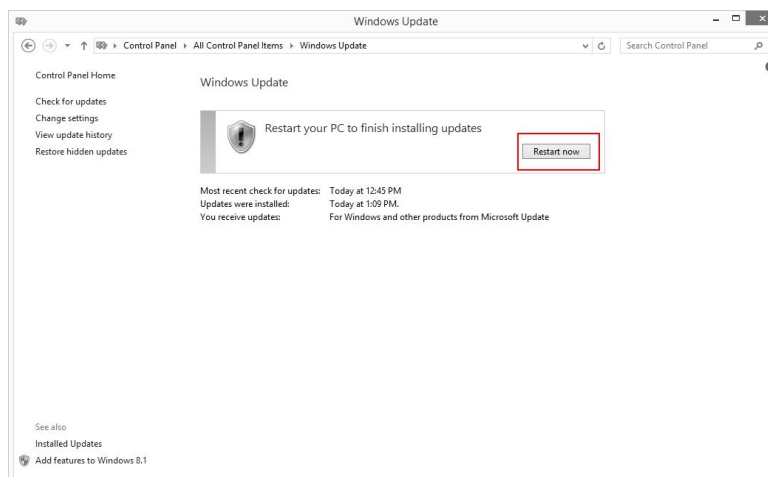 Windows Update
Control Panel ▸ All Control Panel Items ▸ Windows Update
Search Control Panel
Control Panel Home
Check for updates
Change settings
View update history
Restore hidden updates
Windows Update
Restart your PC to finish installing updates
Restart now
Most recent check for updates: Today at 12:45 PM
Updates were installed: Today at 1:09 PM.
You receive updates: For Windows and other products from Microsoft Update
See also
Installed Updates
Add features to Windows 8.1